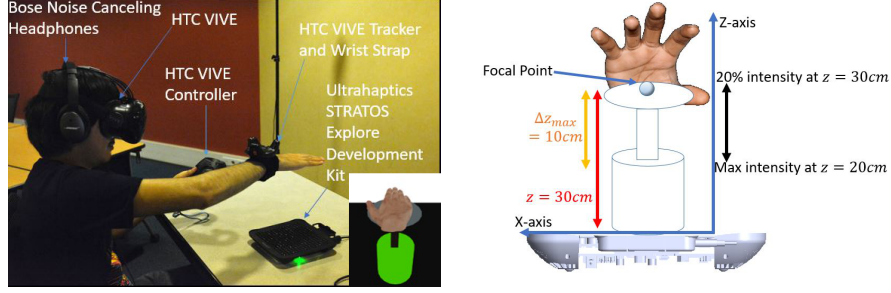 Bose Noise Canceling
Headphones
HTC VIVE
HTC VIVE
Controller
HTC VIVE Tracker
and Wrist Strap
Ultrahaptics
STRATOS
Explore
Development
Kit
Z-axis
Focal Point
20% intensity at z = 30cm
Δz_max
= 10cm
Max intensity at z = 20cm
z = 30cm
X-axis